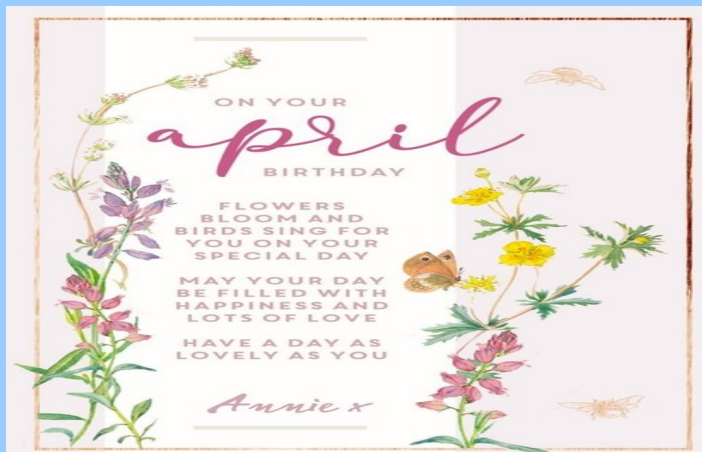 ON YOUR
april
BIRTHDAY
FLOWERS
BLOOM AND
BIRDS SING FOR
YOU ON YOUR
SPECIAL DAY
MAY YOUR DAY
BE FILLED WITH
HAPPINESS AND
LOTS OF LOVE
HAVE A DAY AS
LOVELY AS YOU
Annie x